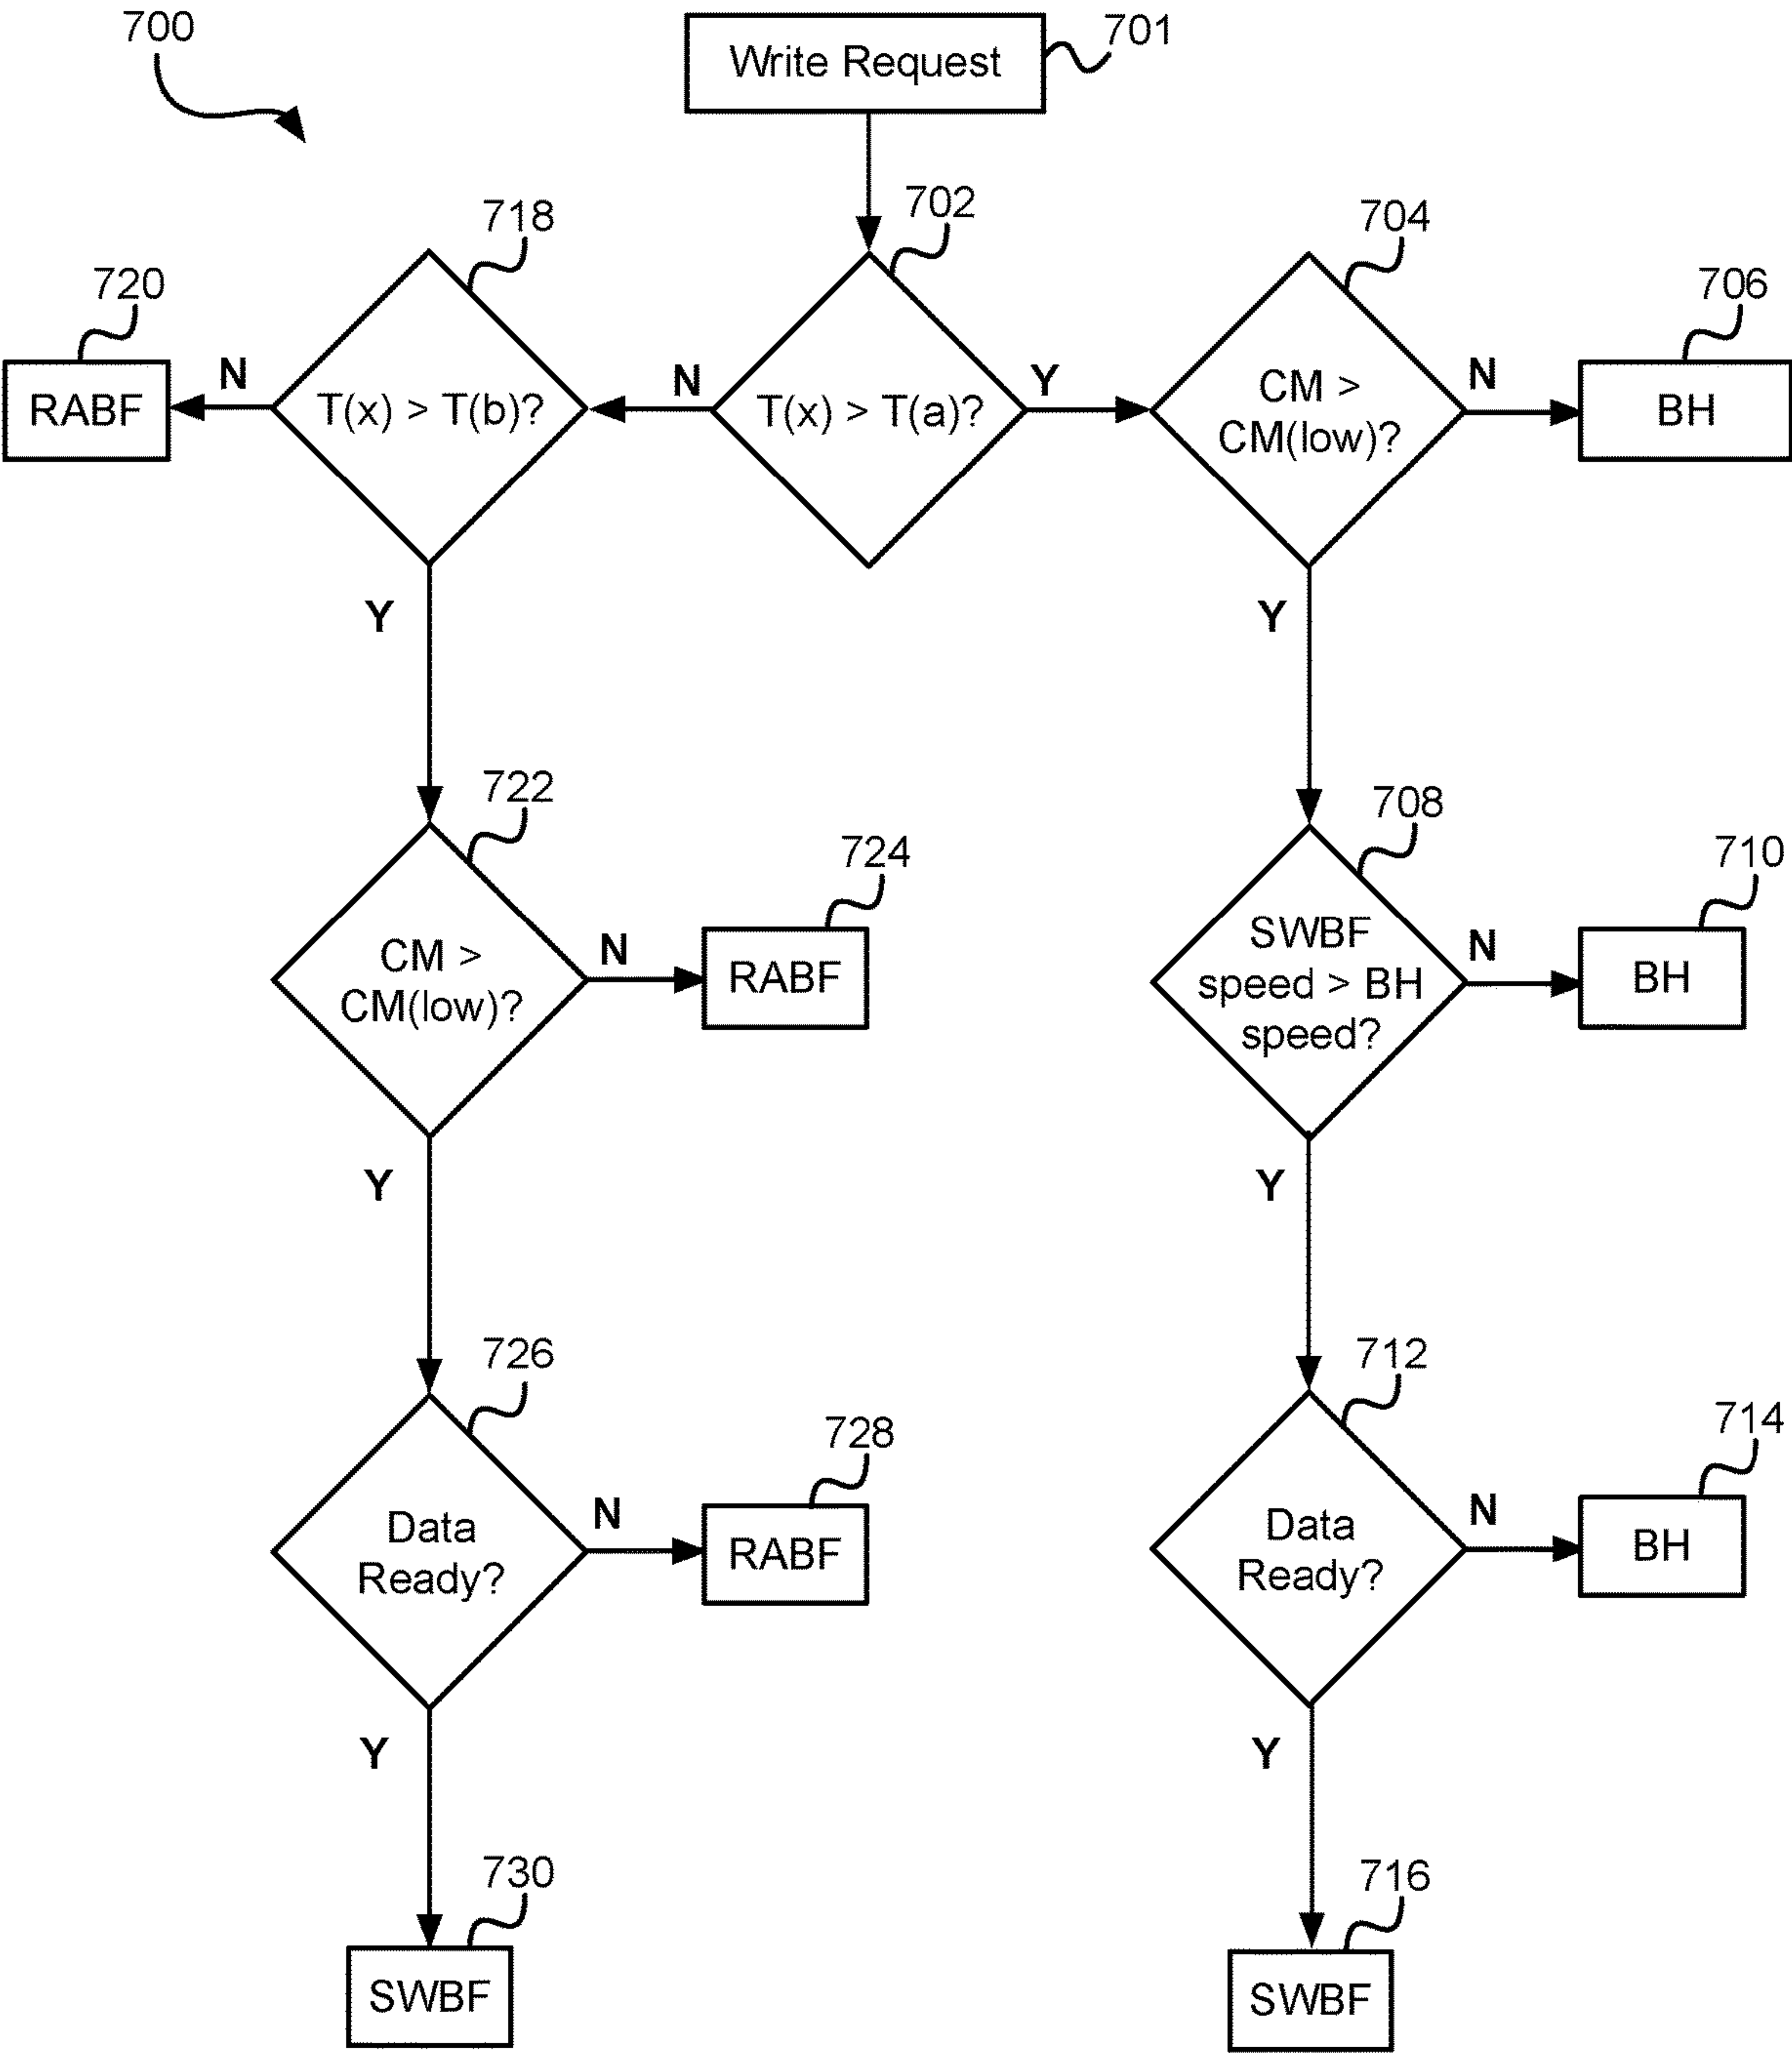 700
Write Request
701
718
702
704
720
706
RABF
N
T(x) > T(b)?
N
T(x) > T(a)?
Y
CM >
CM(low)?
N
BH
Y
Y
722
708
724
710
CM >
CM(low)?
N
RABF
SWBF
speed > BH
speed?
N
BH
Y
Y
726
712
728
714
Data
Ready?
N
RABF
Data
Ready?
N
BH
Y
Y
730
716
SWBF
SWBF